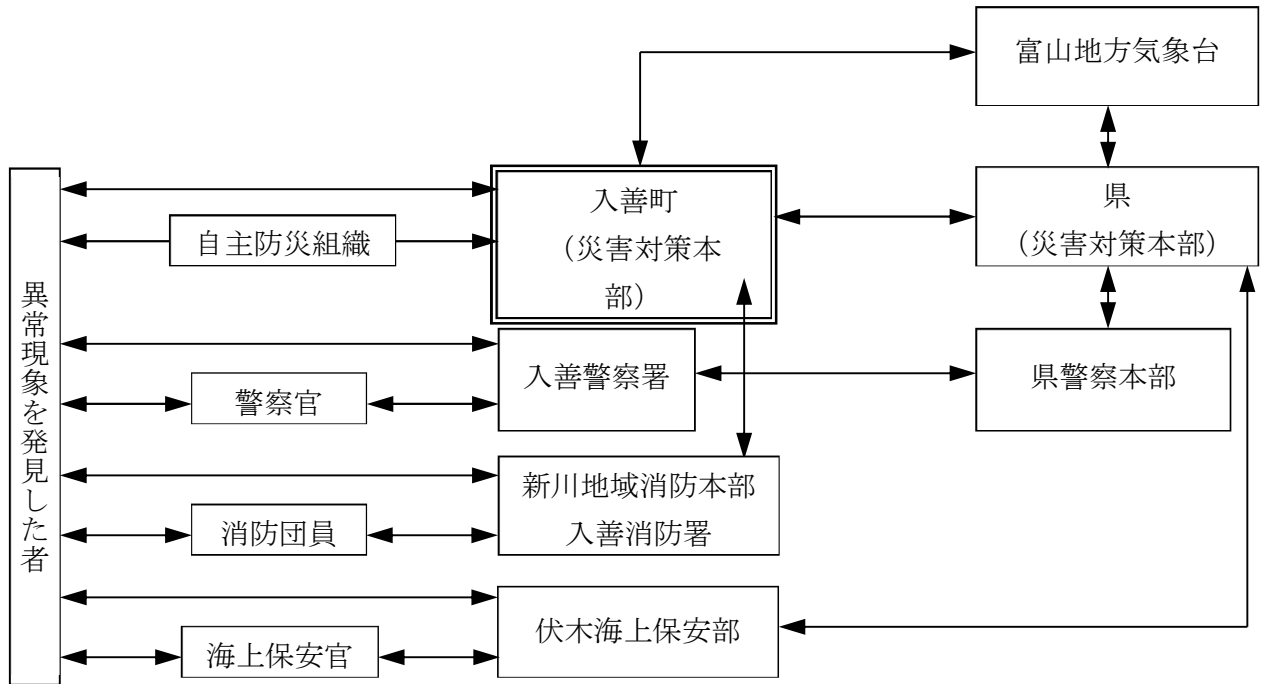 富山地方気象台
入善町
（災害対策本
部）
県
（災害対策本部）
自主防災組織
異常現象を発見した者
入善警察署
県警察本部
警察官
新川地域消防本部
入善消防署
消防団員
伏木海上保安部
海上保安官